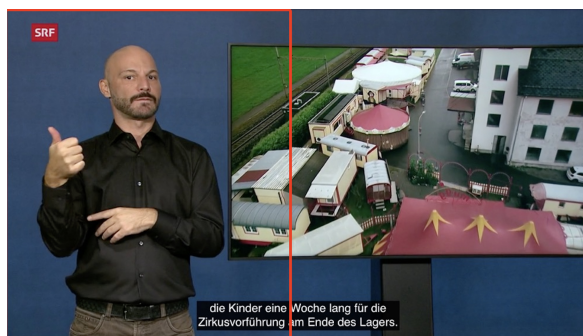 SRF
die Kinder eine Woche lang für die
Zirkusvorführung am Ende des Lagers.